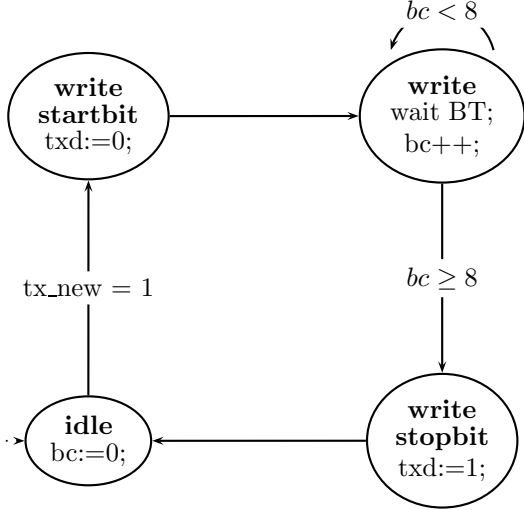 bc < 8
write
startbit
txd:=0;
write
wait BT;
bc++;
tx_new = 1
bc ≥ 8
idle
bc:=0;
write
stopbit
txd:=1;